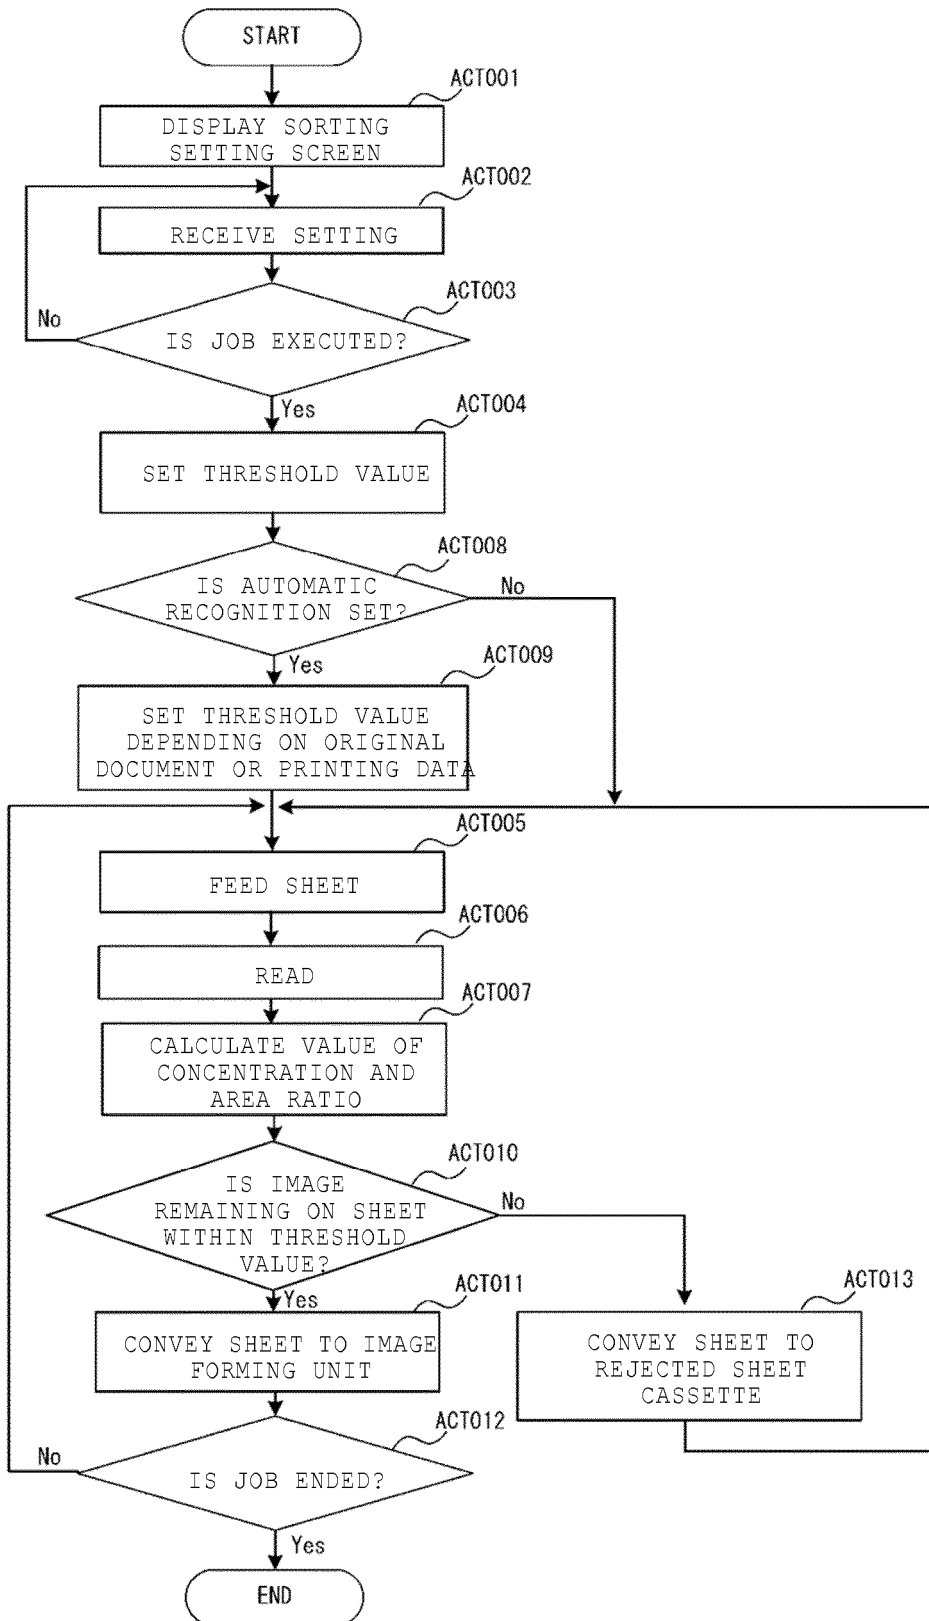 START
ACT001
DISPLAY SORTING
SETTING SCREEN
ACT002
RECEIVE SETTING
ACT003
No
IS JOB EXECUTED?
Yes
ACT004
SET THRESHOLD VALUE
ACT008
IS AUTOMATIC
RECOGNITION SET?
No
Yes
ACT009
SET THRESHOLD VALUE
DEPENDING ON ORIGINAL
DOCUMENT OR PRINTING DATA
ACT005
FEED SHEET
ACT006
READ
ACT007
CALCULATE VALUE OF
CONCENTRATION AND
AREA RATIO
ACT010
IS IMAGE
REMAINING ON SHEET
WITHIN THRESHOLD
VALUE?
No
Yes
ACT011
CONVEY SHEET TO IMAGE
FORMING UNIT
ACT013
CONVEY SHEET TO
REJECTED SHEET
CASSETTE
ACT012
No
IS JOB ENDED?
Yes
END